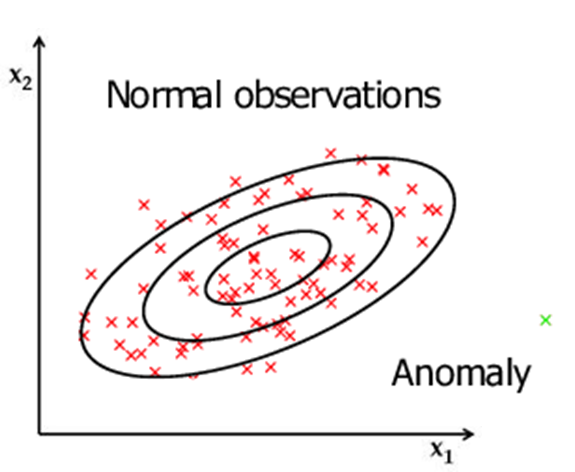 x₂
Normal observations
Anomaly
x₁